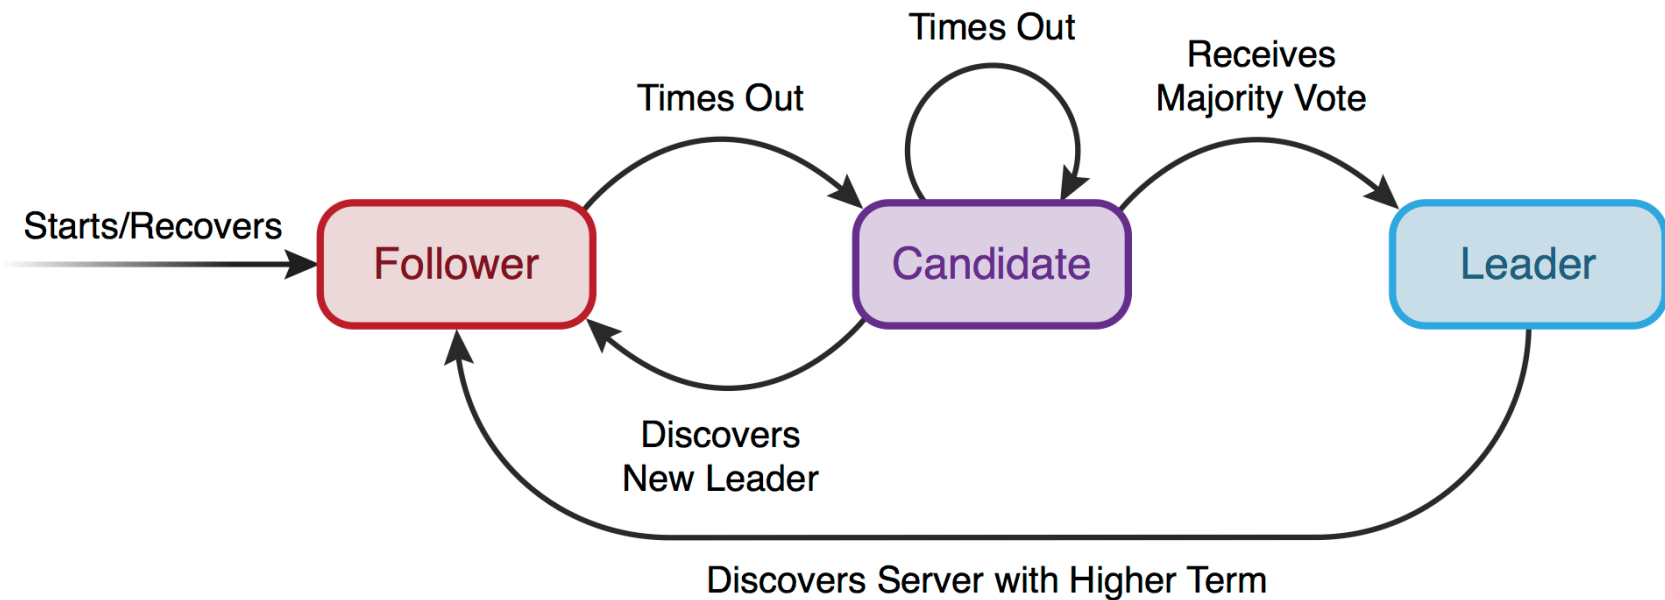 Times Out
Receives
Majority Vote
Times Out
Starts/Recovers
Follower
Candidate
Leader
Discovers
New Leader
Discovers Server with Higher Term